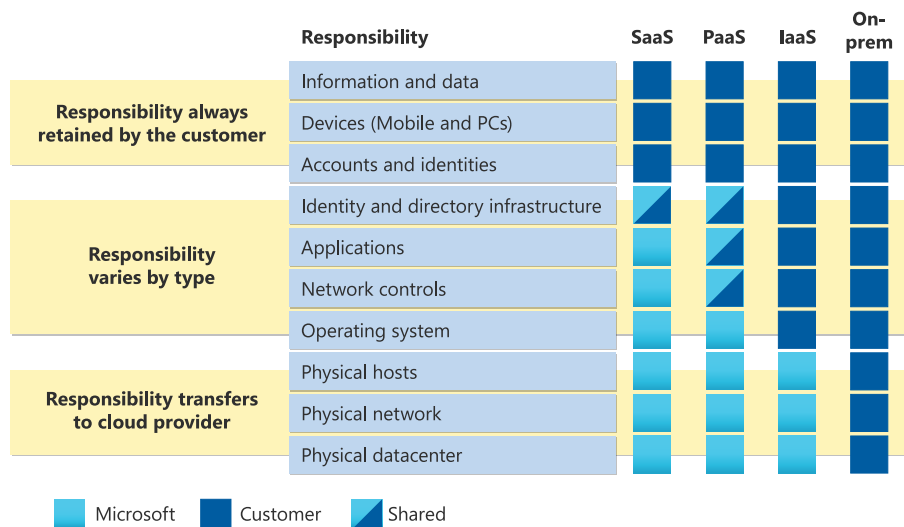 Responsibility SaaS PaaS IaaS On-
prem
Responsibility always
retained by the customer
Information and data
Devices (Mobile and PCs)
Accounts and identities
Responsibility
varies by type
Identity and directory infrastructure
Applications
Network controls
Operating system
Responsibility transfers
to cloud provider
Physical hosts
Physical network
Physical datacenter
Microsoft Customer Shared